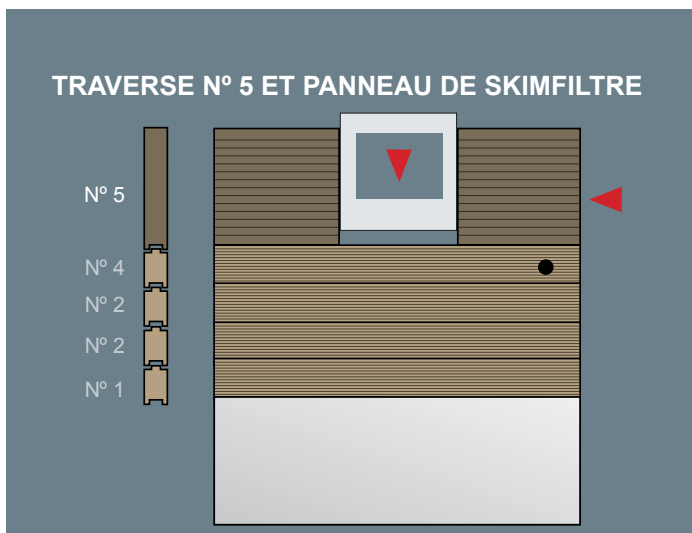 TRAVERSE Nº 5 ET PANNEAU DE SKIMFILTRE
Nº 5
Nº 4
Nº 2
Nº 2
Nº 1